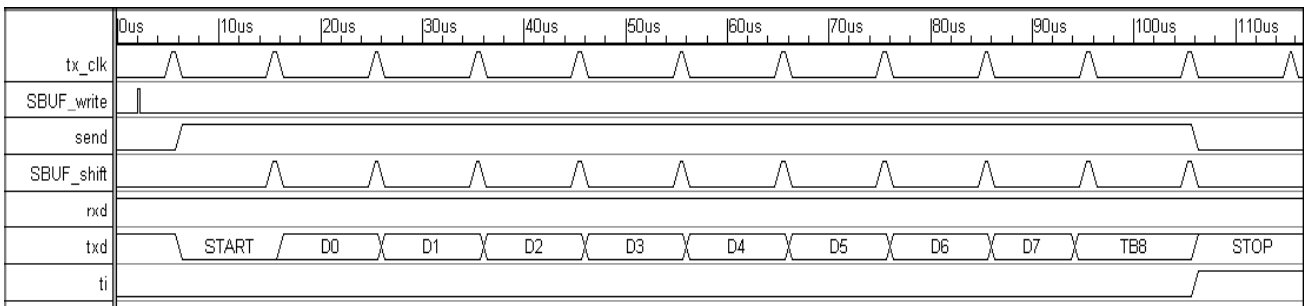 0us 10us 20us 30us 40us 50us 60us 70us 80us 90us 100us 110us
tx_clk
SBUF_write
send
SBUF_shift
rxd
txd START D0 D1 D2 D3 D4 D5 D6 D7 TB8 STOP
ti